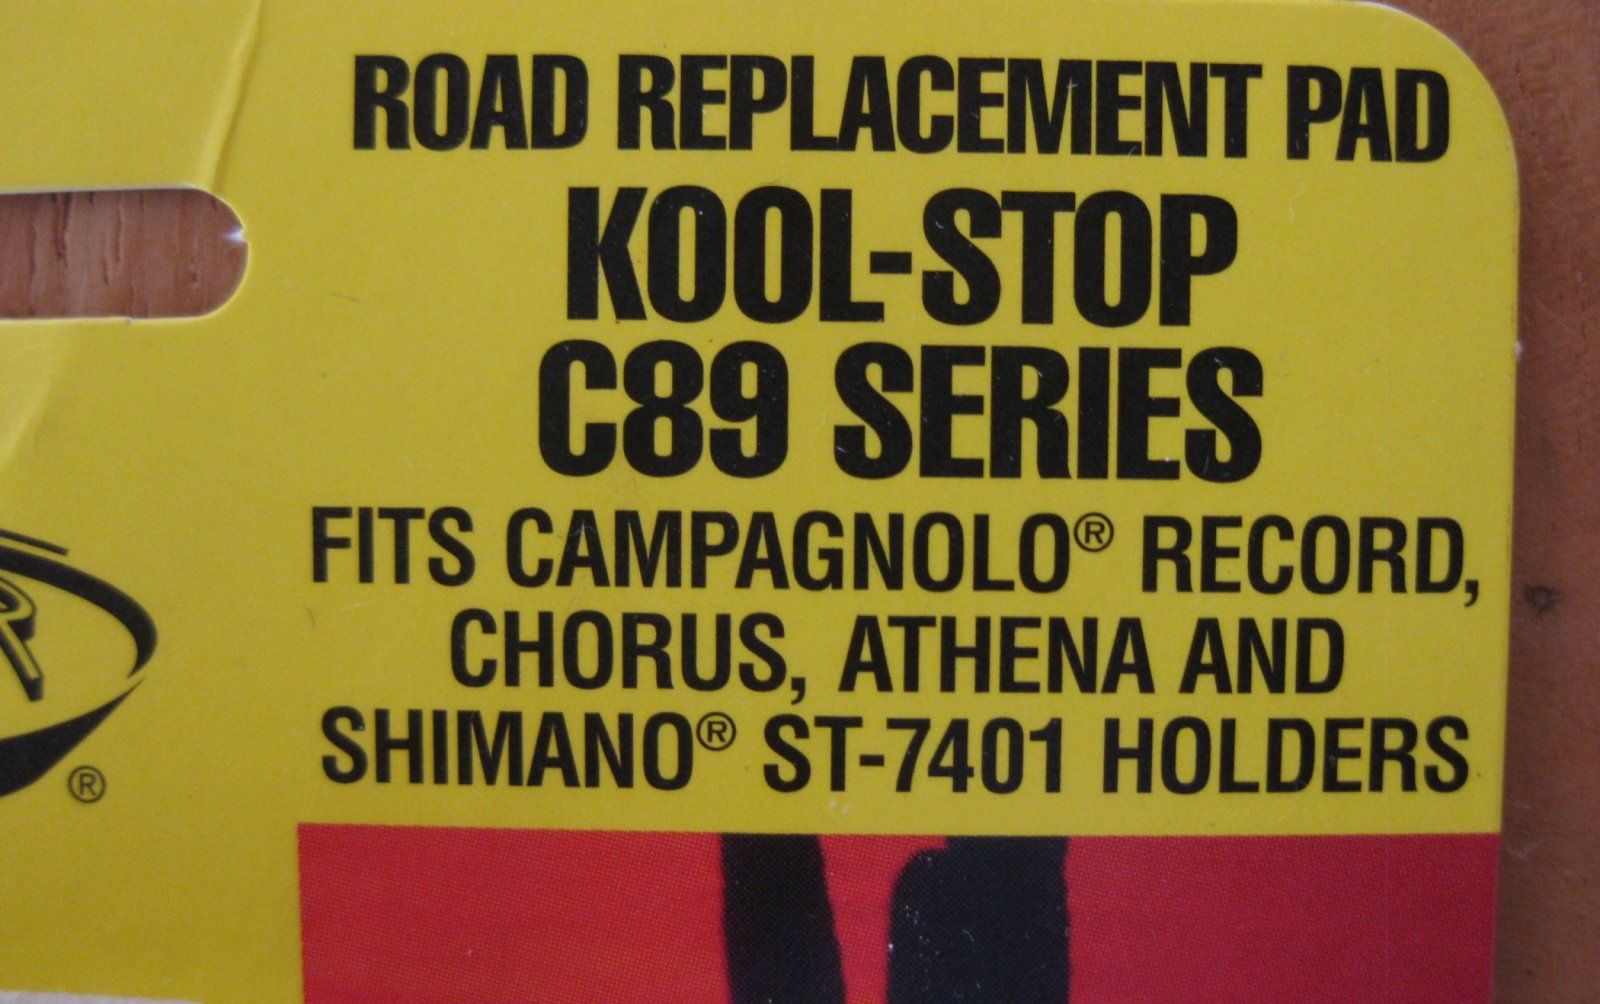 ROAD REPLACEMENT PAD
KOOL-STOP
C89 SERIES
FITS CAMPAGNOLO® RECORD,
CHORUS, ATHENA AND
SHIMANO® ST-7401 HOLDERS
R
®